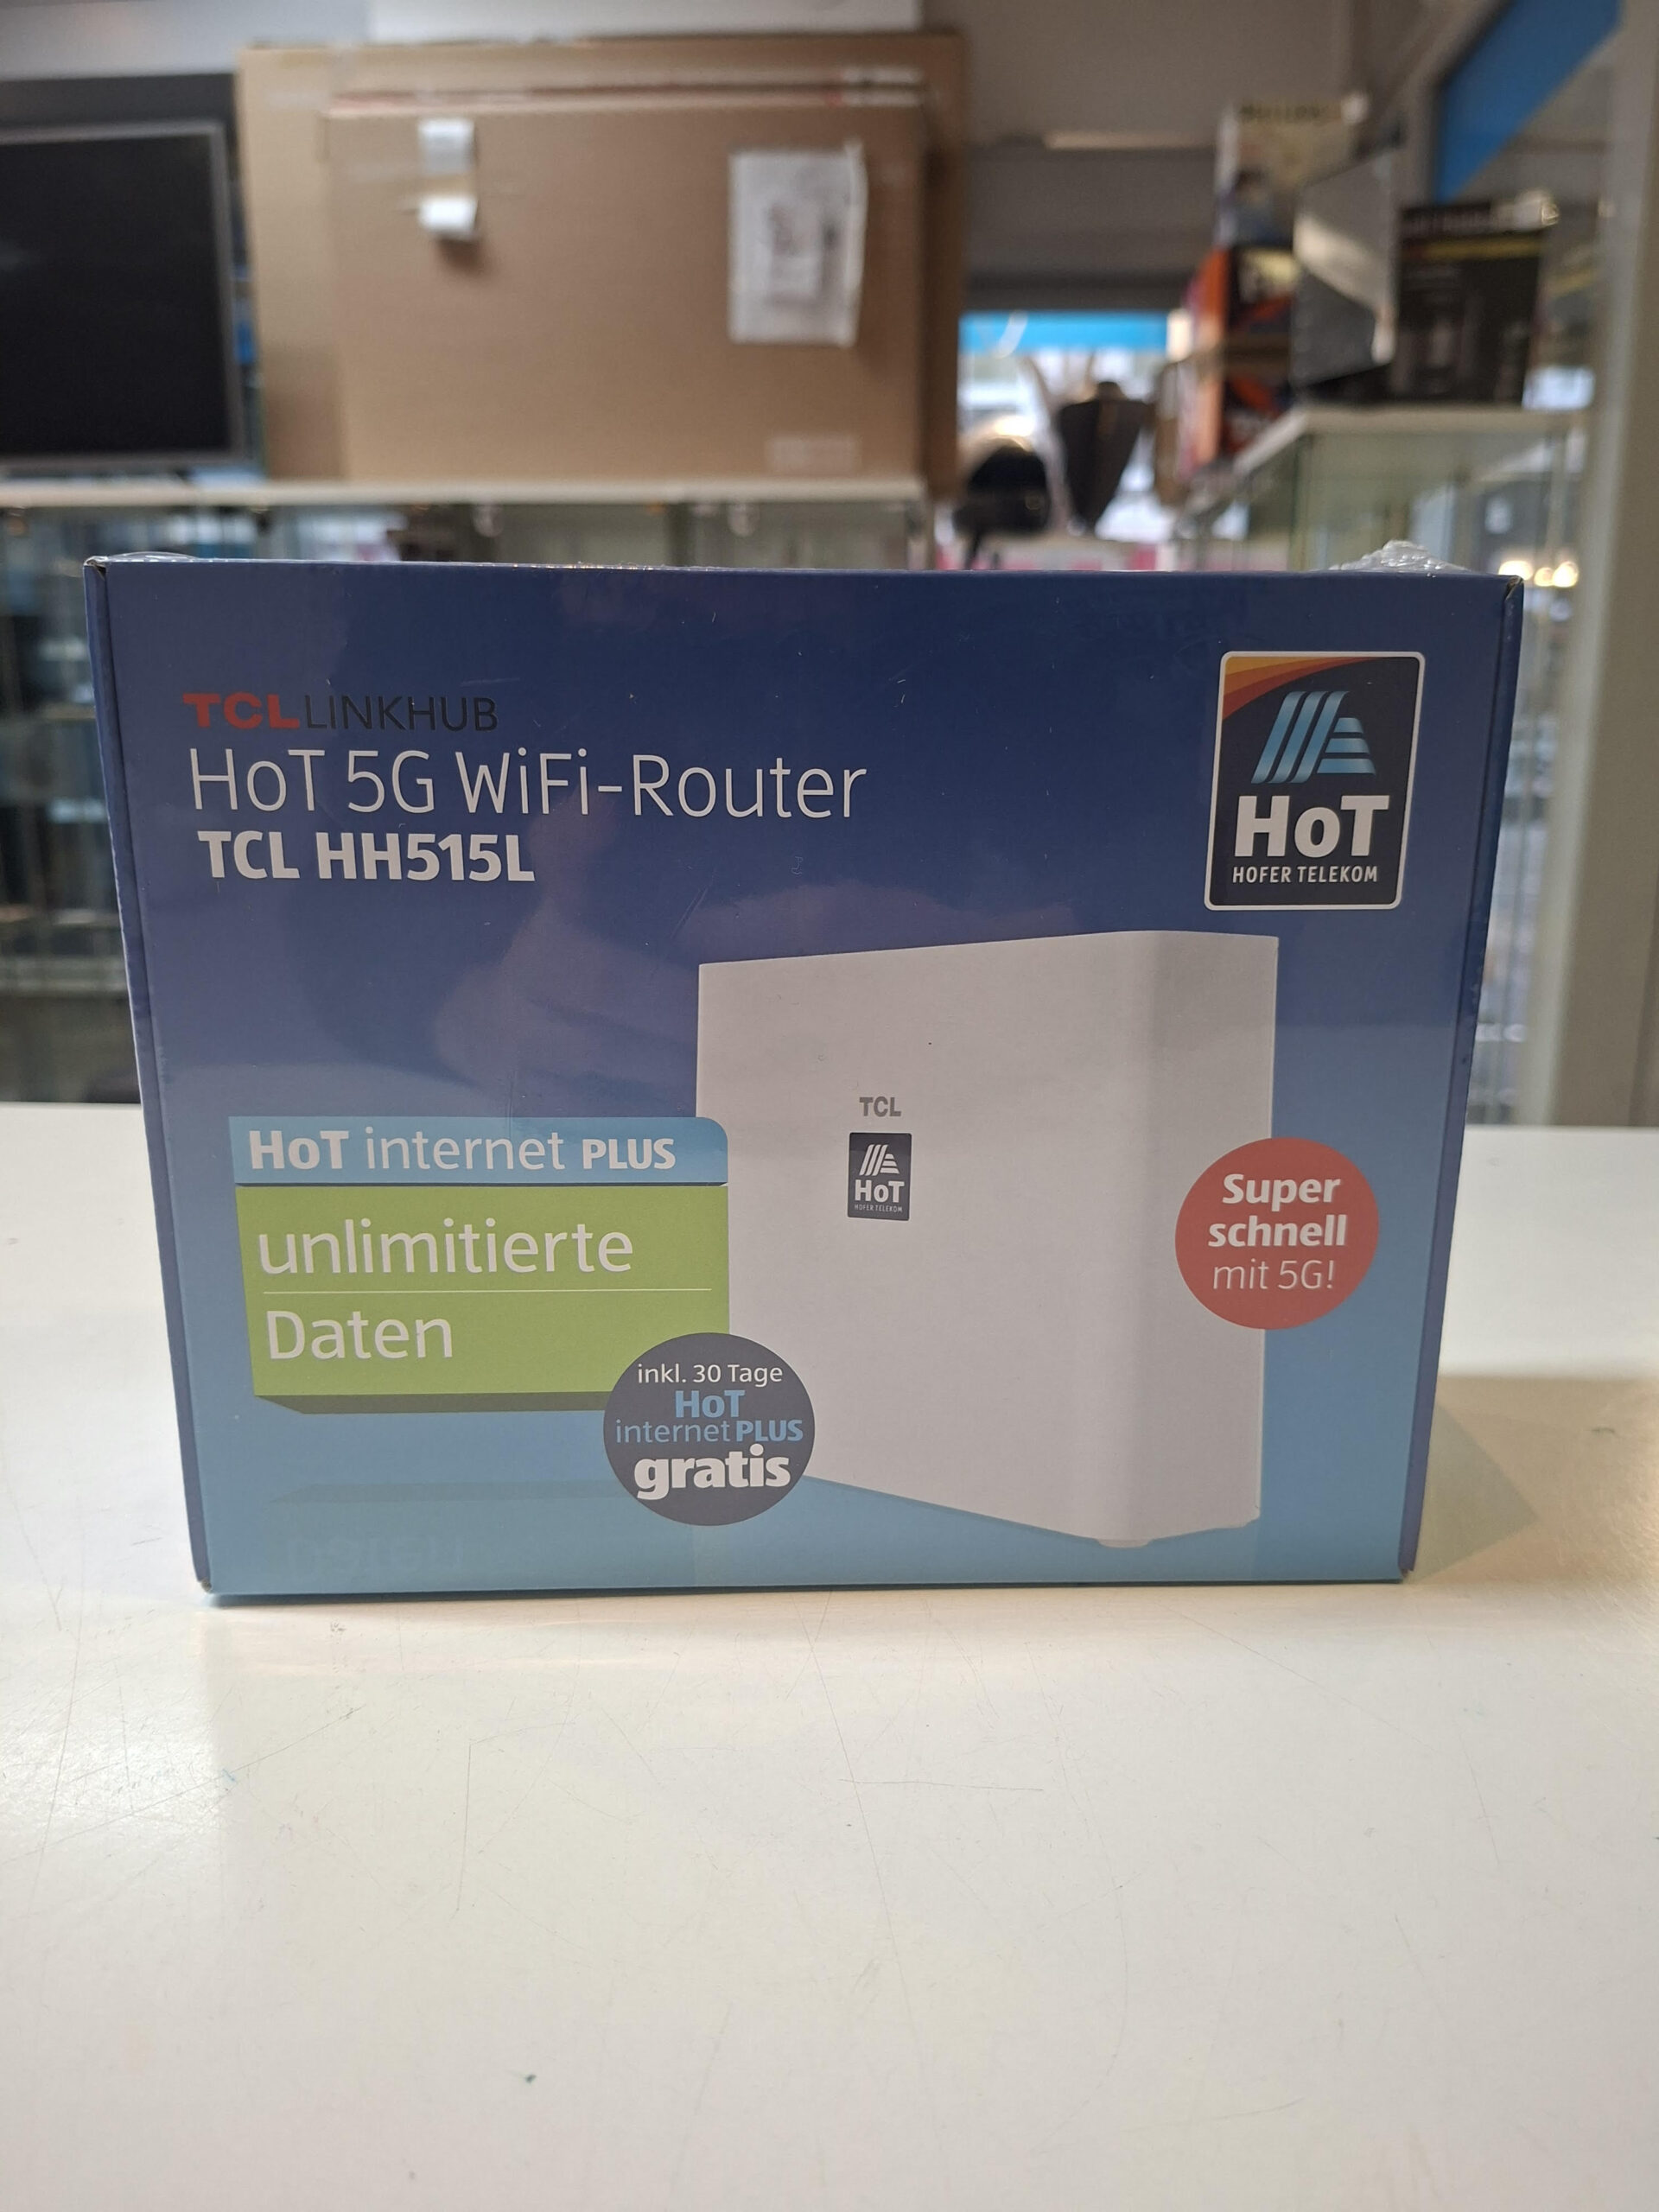 TCL LINKHUB
HoT 5G WiFi-Router
TCL HH515L
HoT
HOFER TELEKOM
TCL
HoT
HOFER TELEKOM
HoT internet PLUS
unlimitierte
Daten
Super
schnell
mit 5G!
inkl. 30 Tage
HoT
internet PLUS
gratis